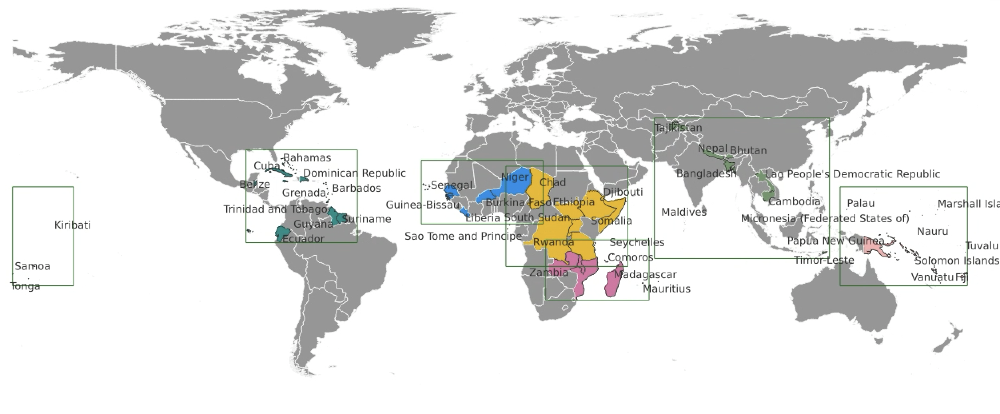 Tajikistan
Nepal
Bhutan
Bahamas
Cuba
Dominican Republic
Bangladesh
Lao People's Democratic Republic
Niger
Chad
Belize
Senegal
Barbados
Grenada
Djibouti
Burkina Faso
Ethiopia
Cambodia
Palau
Marshall Isla
Guinea-Bissau
Trinidad and Tobago
Maldives
Liberia
South Sudan
Suriname
Micronesia (Federated States of)
Somalia
Guyana
Kiribati
Nauru
Sao Tome and Principe
Ecuador
Rwanda
Seychelles
Papua New Guinea
Tuvalu
Comoros
Timor-Leste
Solomon Islands
Samoa
Zambia
Madagascar
Vanuatu
Fiji
Tonga
Mauritius